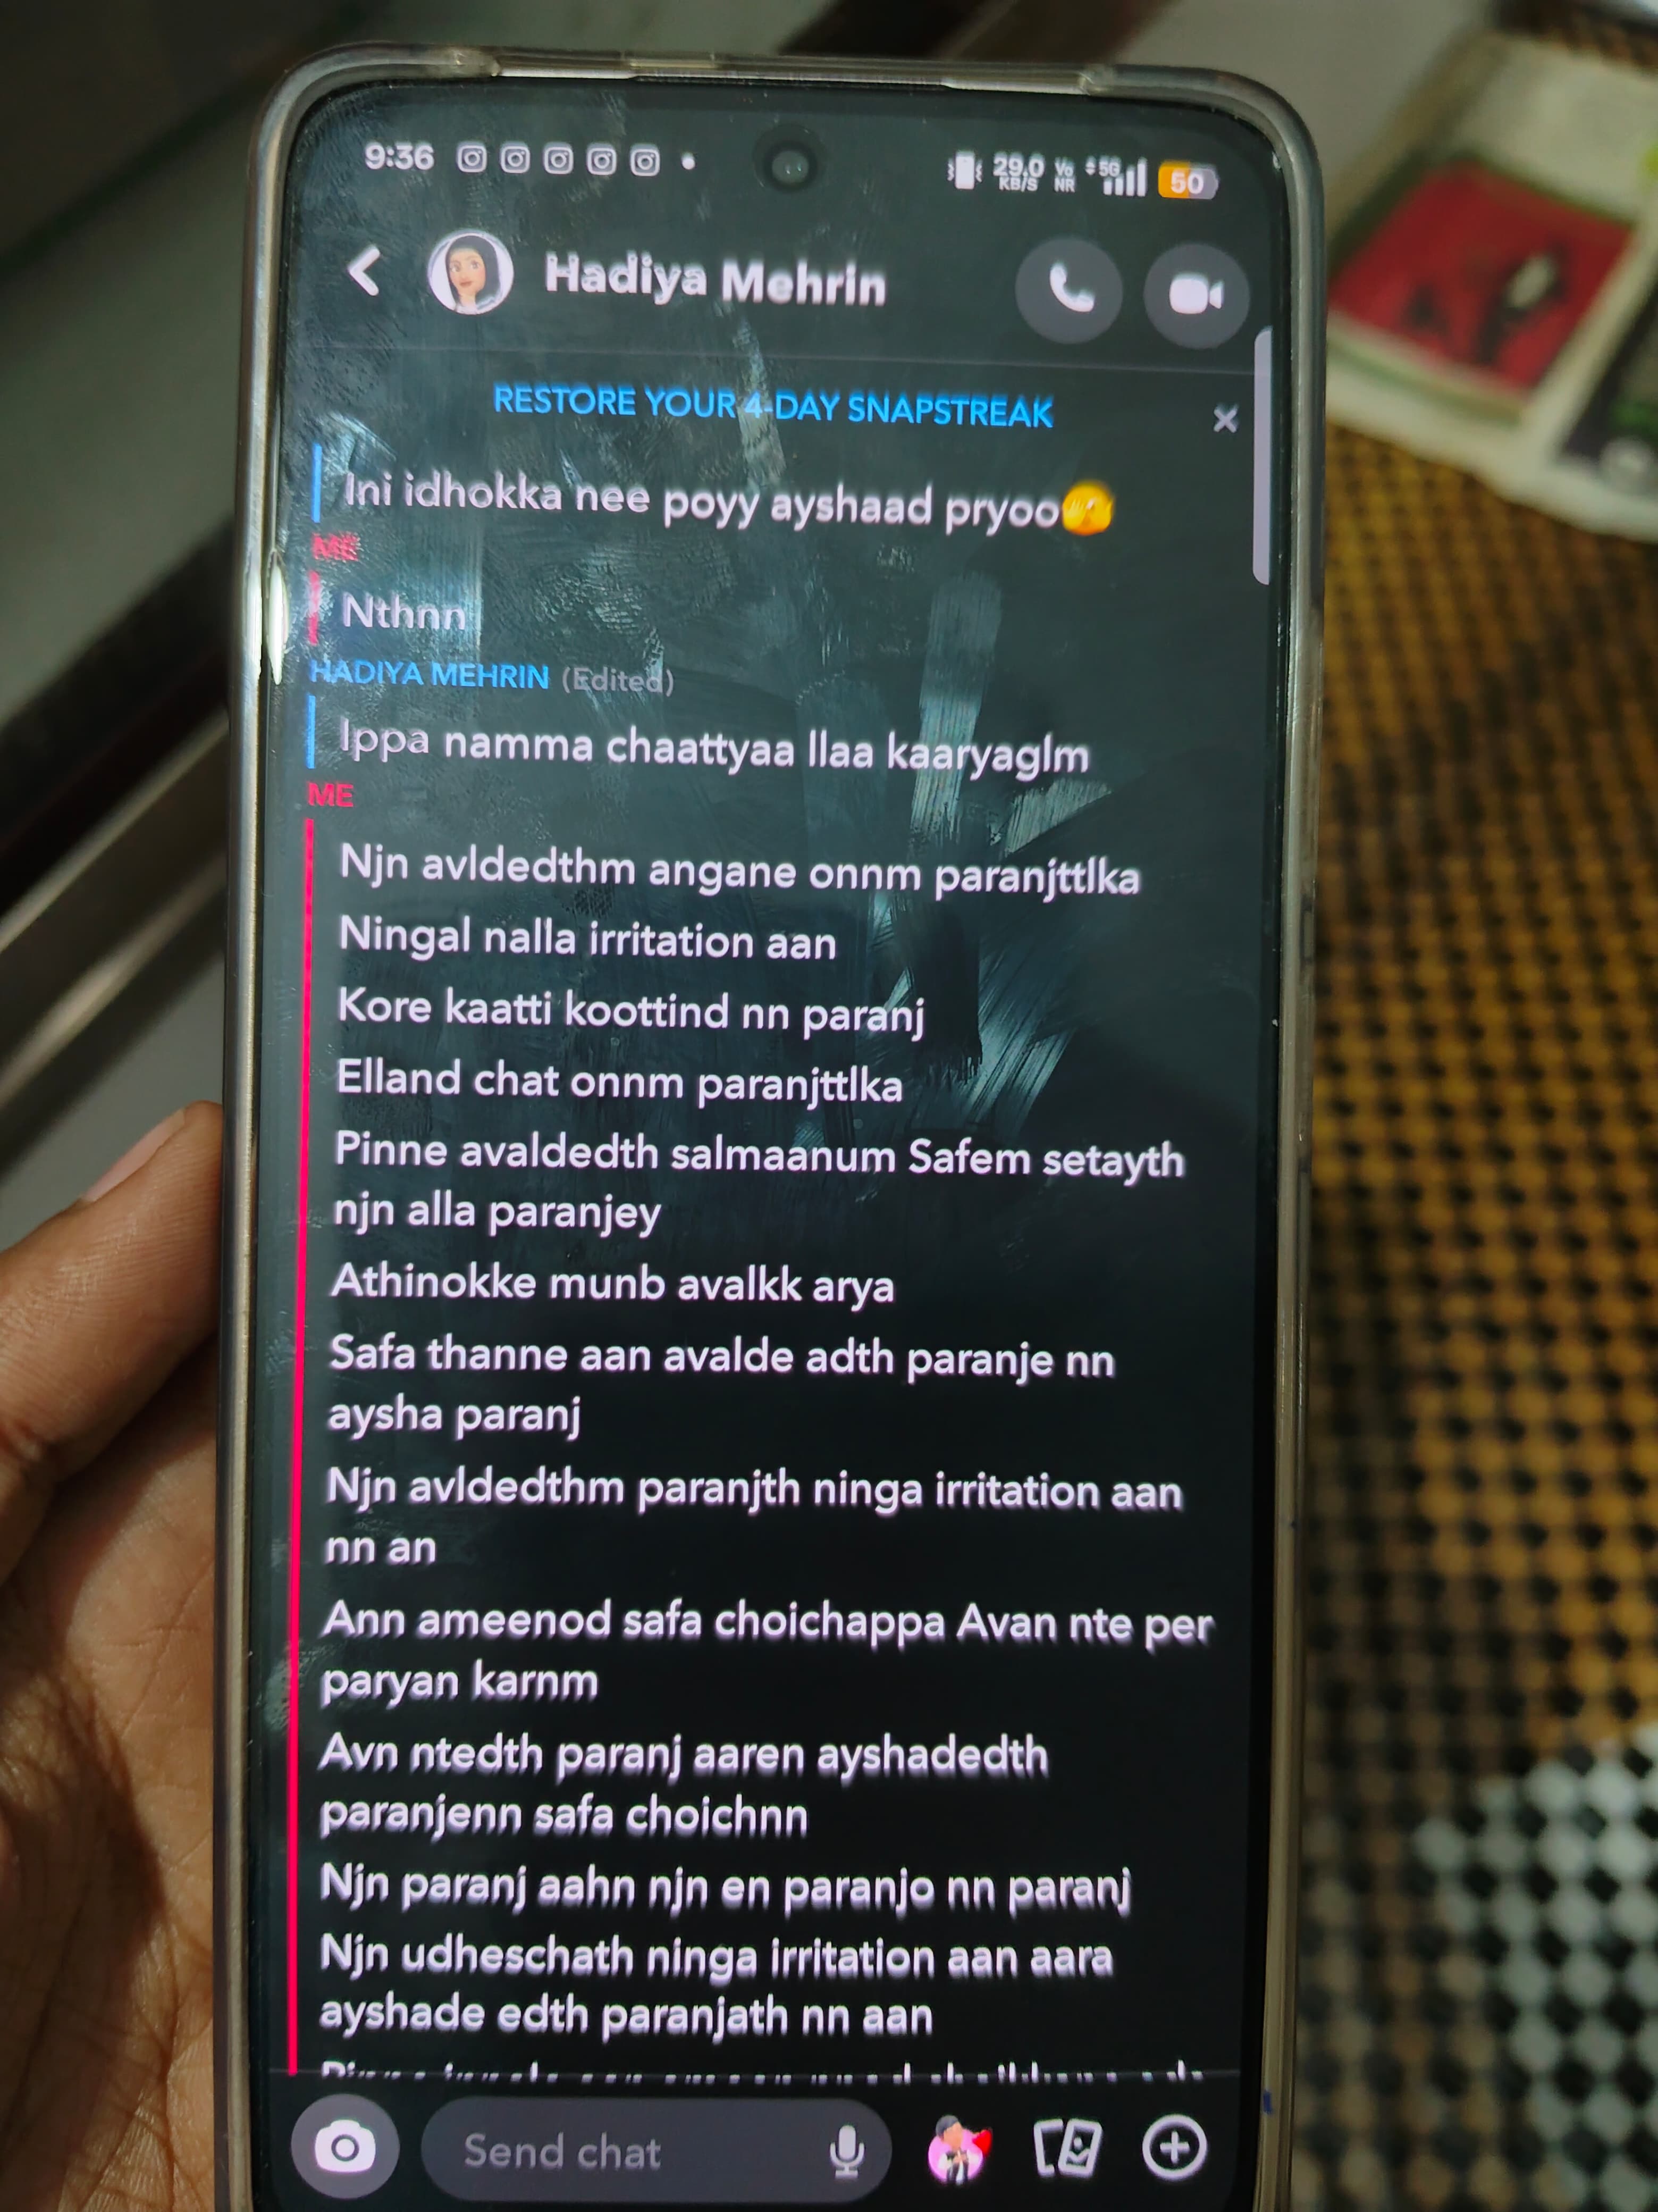 9:36
29.0 KB/S
Vo NR
5G
50
Hadiya Mehrin
RESTORE YOUR 4-DAY SNAPSTREAK
Ini idhokka nee poyy ayshaad pryoo🫣
ME
Nthnn
HADIYA MEHRIN (Edited)
Ippa namma chaattyaa llaa kaaryaglm
ME
Njn avldedthm angane onnm paranjttlka
Ningal nalla irritation aan
Kore kaatti koottind nn paranj
Elland chat onnm paranjttlka
Pinne avaldedth salmaanum Safem setayth
njn alla paranjey
Athinokke munb avalkk arya
Safa thanne aan avalde adth paranje nn
aysha paranj
Njn avldedthm paranjth ninga irritation aan
nn an
Ann ameenod safa choichappa Avan nte per
paryan karnm
Avn ntedth paranj aaren ayshadedth
paranjenn safa choichnn
Njn paranj aahn njn en paranjo nn paranj
Njn udheschath ninga irritation aan aara
ayshade edth paranjath nn aan
Send chat